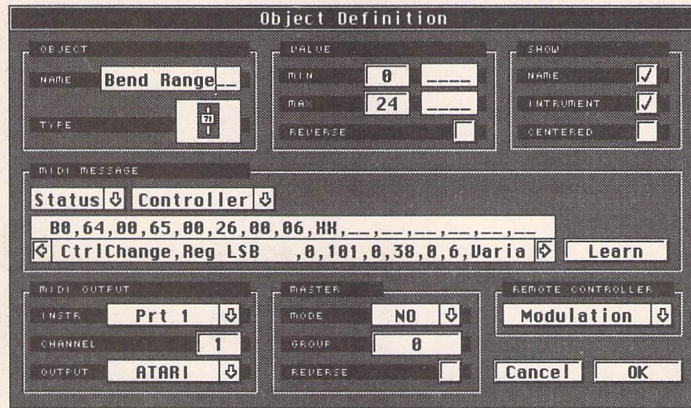 Object Definition
OBJECT
NAME Bend Range__
TYPE
VALUE
MIN 0 ____
MAX 24 ____
REVERSE
SHOW
NAME
INTRUMENT
CENTERED
MIDI MESSAGE
Status Controller
B0,64,00,65,00,26,00,06,XX,__,__,__,__,__,__
CtrlChange,Reg LSB ,0,101,0,38,0,6,Varia Learn
MIDI OUTPUT
INSTR Prt 1
CHANNEL 1
OUTPUT ATARI
MASTER
MODE NO
GROUP 0
REVERSE
REMOTE CONTROLLER
Modulation
Cancel OK